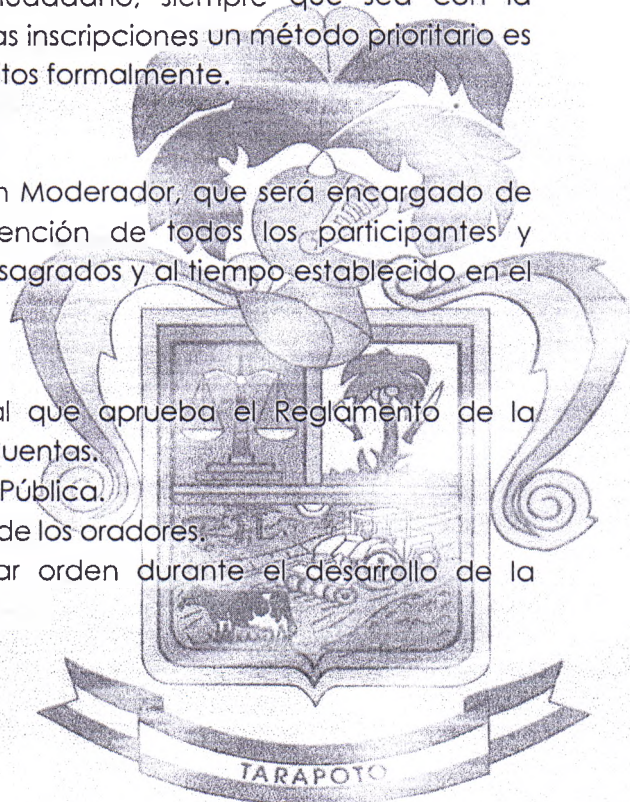 ciudadano, siempre que sea con la
as inscripciones un método prioritario es
tos formalmente.
n Moderador, que será encargado de
ención de todos los participantes y
sagrados y al tiempo establecido en el
al que aprueba el Reglamento de la
uentas.
Pública.
de los oradores.
ar orden durante el desarrollo de la
TARAPOTO